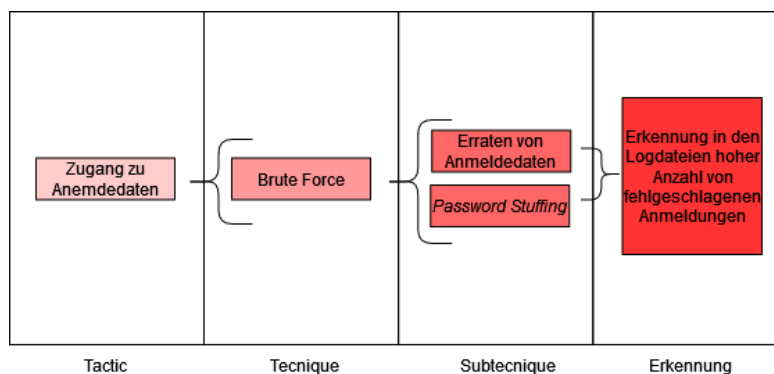 Zugang zu
Anemdedaten
Brute Force
Erraten von
Anmeldedaten
Password Stuffing
Erkennung in den
Logdateien hoher
Anzahl von
fehlgeschlagenen
Anmeldungen
Tactic
Tecnique
Subtecnique
Erkennung